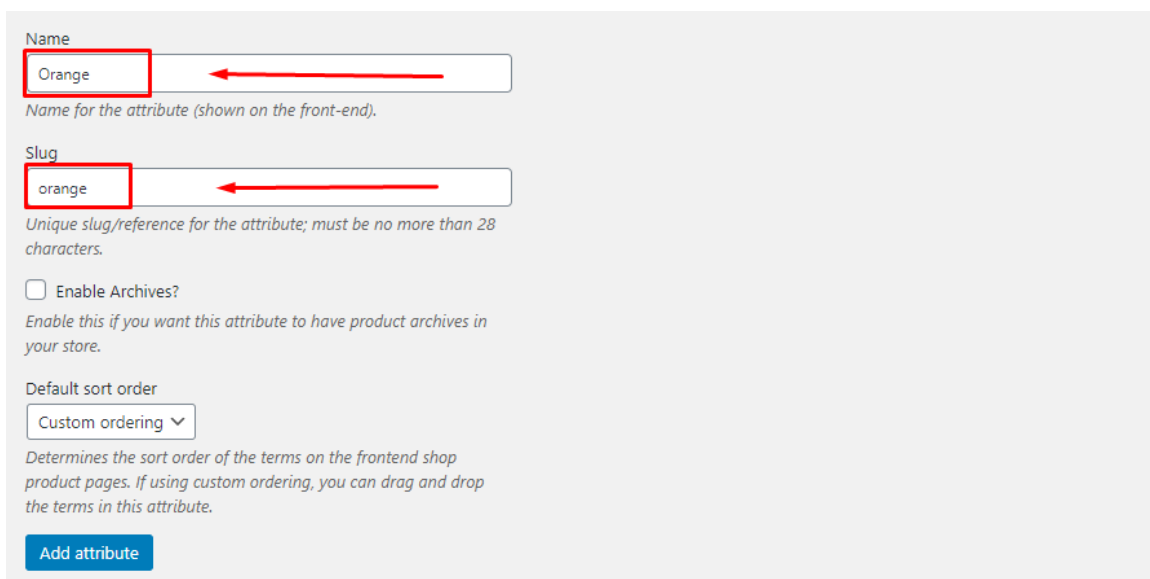 Name
Orange
Name for the attribute (shown on the front-end).
Slug
orange
Unique slug/reference for the attribute; must be no more than 28
characters.
Enable Archives?
Enable this if you want this attribute to have product archives in
your store.
Default sort order
Custom ordering
Determines the sort order of the terms on the frontend shop
product pages. If using custom ordering, you can drag and drop
the terms in this attribute.
Add attribute